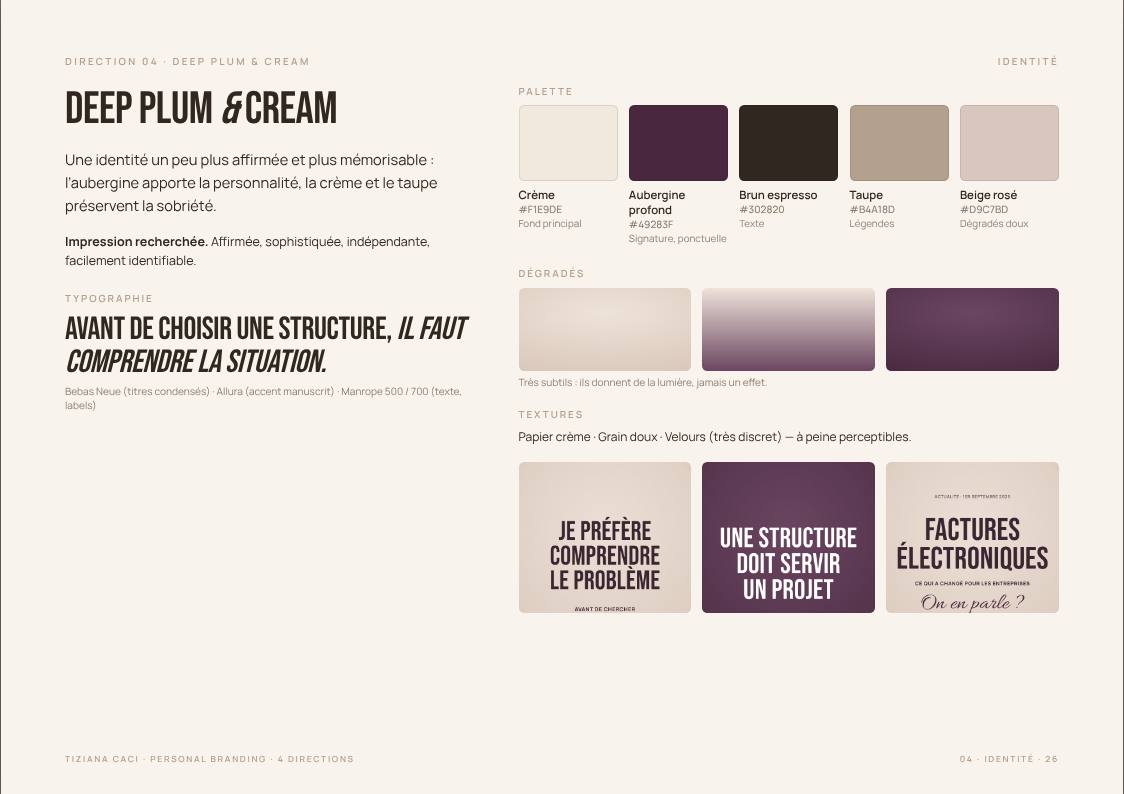 DIRECTION 04 · DEEP PLUM & CREAM
IDENTITÉ
DEEP PLUM & CREAM
Une identité un peu plus affirmée et plus mémorisable :
l'aubergine apporte la personnalité, la crème et le taupe
préservent la sobriété.
Impression recherchée. Affirmée, sophistiquée, indépendante,
facilement identifiable.
TYPOGRAPHIE
AVANT DE CHOISIR UNE STRUCTURE, IL FAUT
COMPRENDRE LA SITUATION.
Bebas Neue (titres condensés) · Allura (accent manuscrit) · Manrope 500 / 700 (texte,
labels)
PALETTE
Crème
#F1E9DE
Fond principal
Aubergine
profond
#49283F
Signature, ponctuelle
Brun espresso
#302820
Texte
Taupe
#B4A18D
Légendes
Beige rosé
#D9C7BD
Dégradés doux
DÉGRADÉS
Très subtils : ils donnent de la lumière, jamais un effet.
TEXTURES
Papier crème · Grain doux · Velours (très discret) — à peine perceptibles.
JE PRÉFÈRE
COMPRENDRE
LE PROBLÈME
AVANT DE CHERCHER
UNE STRUCTURE
DOIT SERVIR
UN PROJET
ACTUALITÉ · 1ER SEPTEMBRE 2025
FACTURES
ÉLECTRONIQUES
CE QUI A CHANGÉ POUR LES ENTREPRISES
On en parle ?
TIZIANA CACI · PERSONAL BRANDING · 4 DIRECTIONS
04 · IDENTITÉ · 26